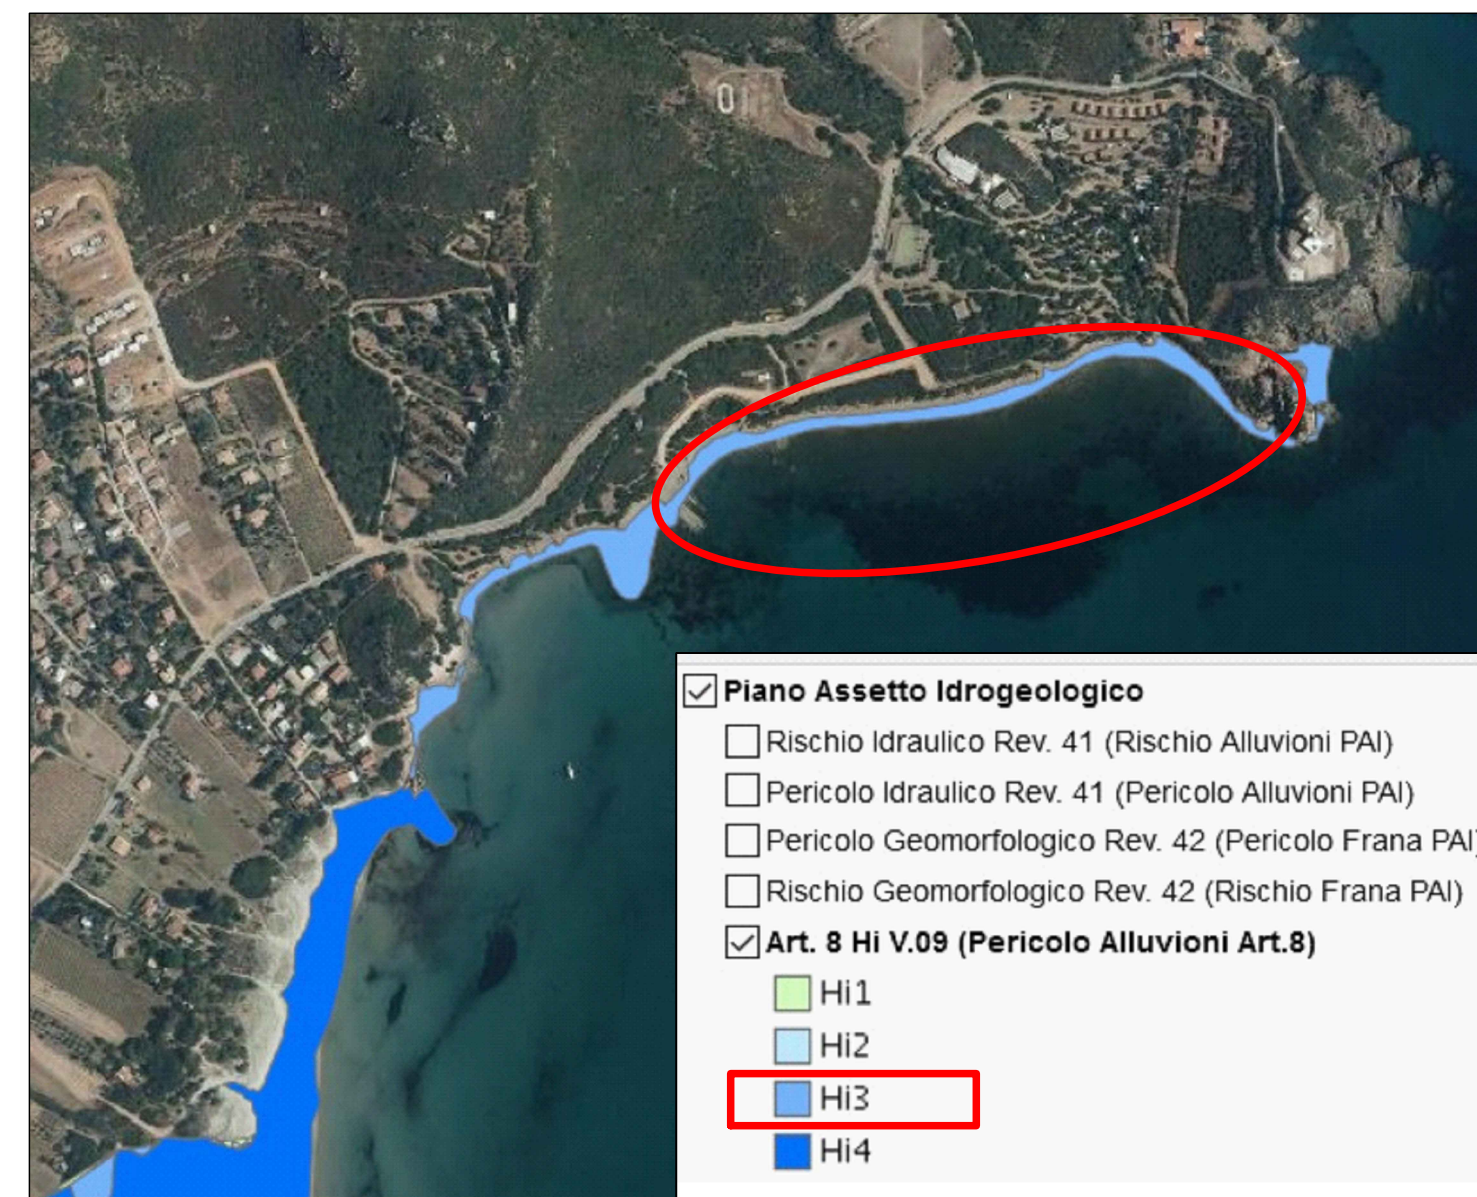 Piano Assetto Idrogeologico
Rischio Idraulico Rev. 41 (Rischio Alluvioni PAI)
Pericolo Idraulico Rev. 41 (Pericolo Alluvioni PAI)
Pericolo Geomorfologico Rev. 42 (Pericolo Frana PAI)
Rischio Geomorfologico Rev. 42 (Rischio Frana PAI)
Art. 8 Hi V.09 (Pericolo Alluvioni Art.8)
Hi1
Hi2
Hi3
Hi4